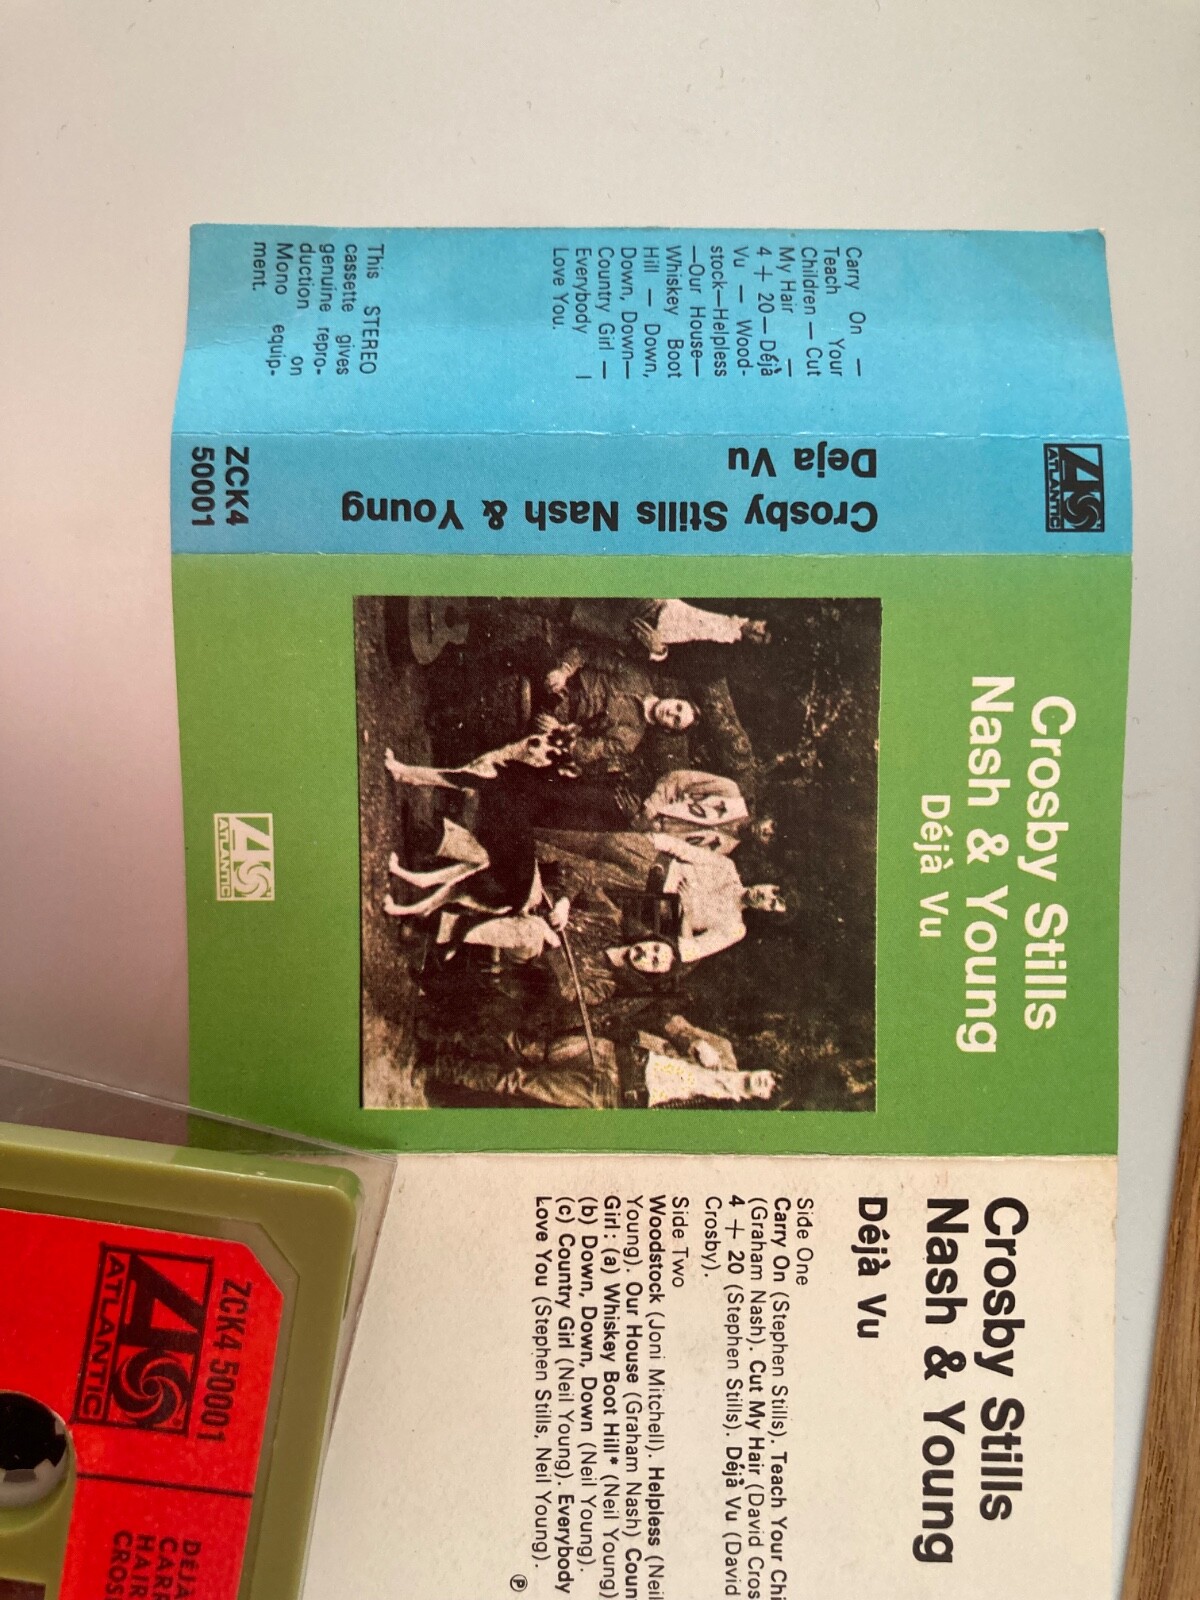 Carry On —
Teach Your
Children — Cut
My Hair —
4 + 20 — Déjà
Vu — Wood-
stock—Helpless
—Our House—
Whiskey Boot
Hill — Down,
Down, Down—
Country Girl —
Everybody I
Love You.
This STEREO
cassette gives
genuine repro-
duction on
Mono equip-
ment.
ATLANTIC
Crosby Stills Nash & Young
Deja Vu
ZCK4
50001
Crosby Stills
Nash & Young
Déjà Vu
ATLANTIC
Crosby Stills
Nash & Young
Déjà Vu
Side One
Carry On (Stephen Stills). Teach Your Chi
(Graham Nash). Cut My Hair (David Cros
4 + 20 (Stephen Stills). Déjà Vu (David
Crosby).
Side Two
Woodstock (Joni Mitchell). Helpless (Neil
Young). Our House (Graham Nash) Coun
Girl: (a) Whiskey Boot Hill* (Neil Young)
(b) Down, Down, Down (Neil Young).
(c) Country Girl (Neil Young). Everybody
Love You (Stephen Stills, Neil Young).
℗
ZCK4 50001
ATLANTIC
DEJA
CARR
HAIR
CROS